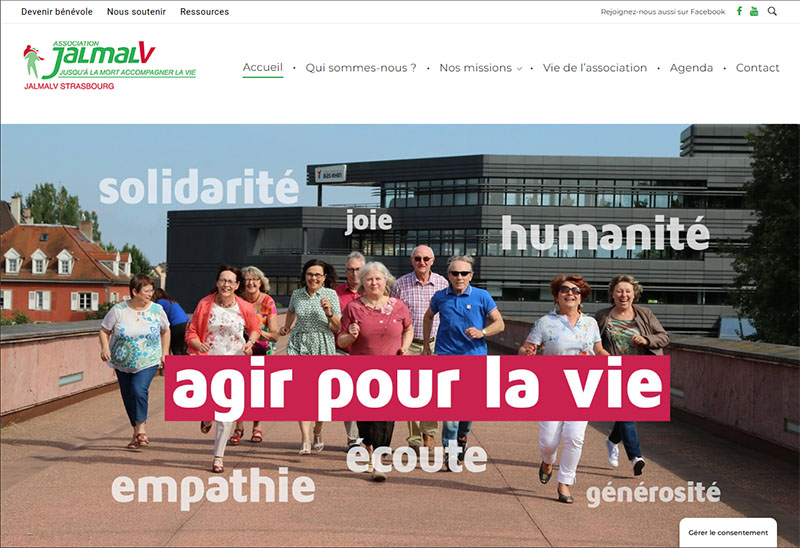 Devenir bénévole Nous soutenir Ressources Rejoignez-nous aussi sur Facebook
ASSOCIATION
JALMALV
JUSQU'À LA MORT ACCOMPAGNER LA VIE
JALMALV STRASBOURG
Accueil • Qui sommes-nous ? • Nos missions • Vie de l'association • Agenda • Contact
BAS-RHIN
solidarité
joie
humanité
agir pour la vie
écoute
empathie
générosité
Gérer le consentement